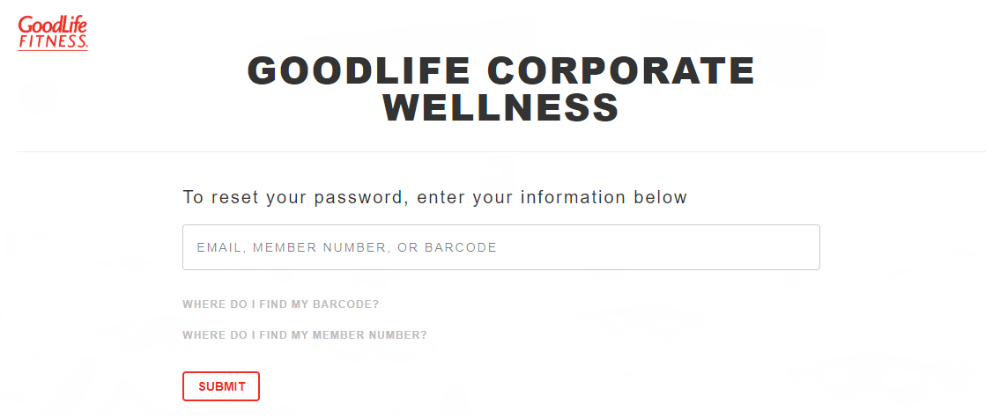 GoodLife
FITNESS.
GOODLIFE CORPORATE
WELLNESS
To reset your password, enter your information below
EMAIL, MEMBER NUMBER, OR BARCODE
WHERE DO I FIND MY BARCODE?
WHERE DO I FIND MY MEMBER NUMBER?
SUBMIT